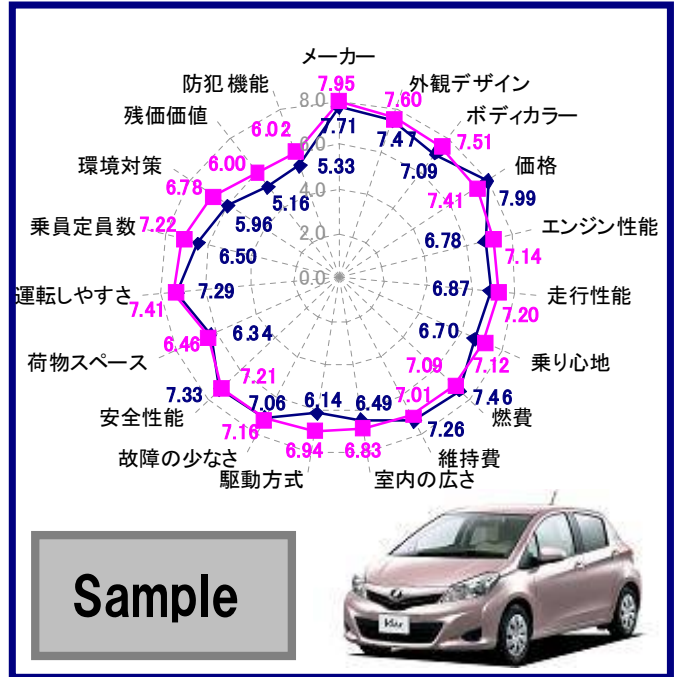 メーカー
防犯機能
7.95
外観デザイン
8.0
7.60
残価価値
ボディカラー
7.71
7.47
7.51
6.02
6.0
5.33
7.09
価格
環境対策
6.00
7.41
7.99
6.78
5.16
4.0
乗員定員数
5.96
エンジン性能
7.22
6.78
7.14
6.50
2.0
運転しやすさ
7.29
0.0
6.87
走行性能
7.41
7.20
荷物スペース
6.46
6.34
6.70
乗り心地
7.12
7.09
7.33
7.21
7.46
安全性能
7.06
6.14
6.49
7.01
燃費
7.16
7.26
故障の少なさ
6.94
6.83
維持費
駆動方式
室内の広さ
Sample
Vitz